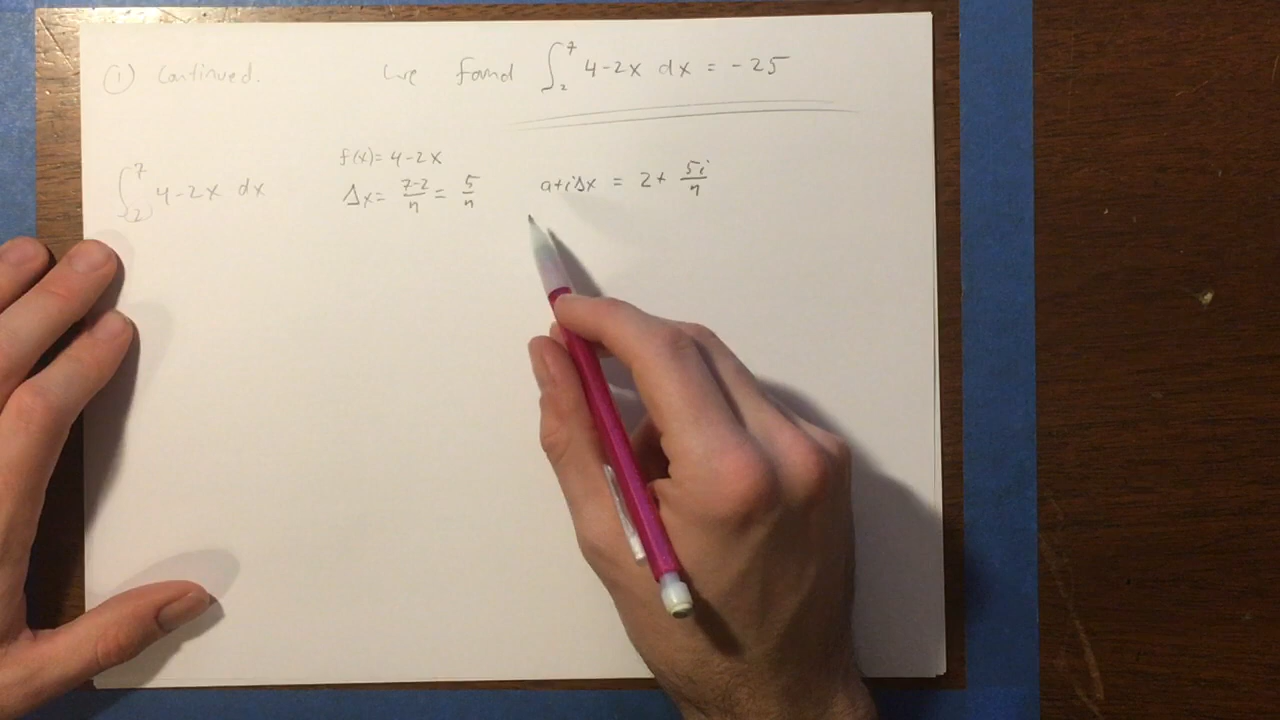 ① Continued. We found ∫₂⁷ 4-2x dx = -25
f(x)= 4-2x
∫₂⁷ 4-2x dx Δx= 7-2/n = 5/n a+iΔx = 2+ 5i/n